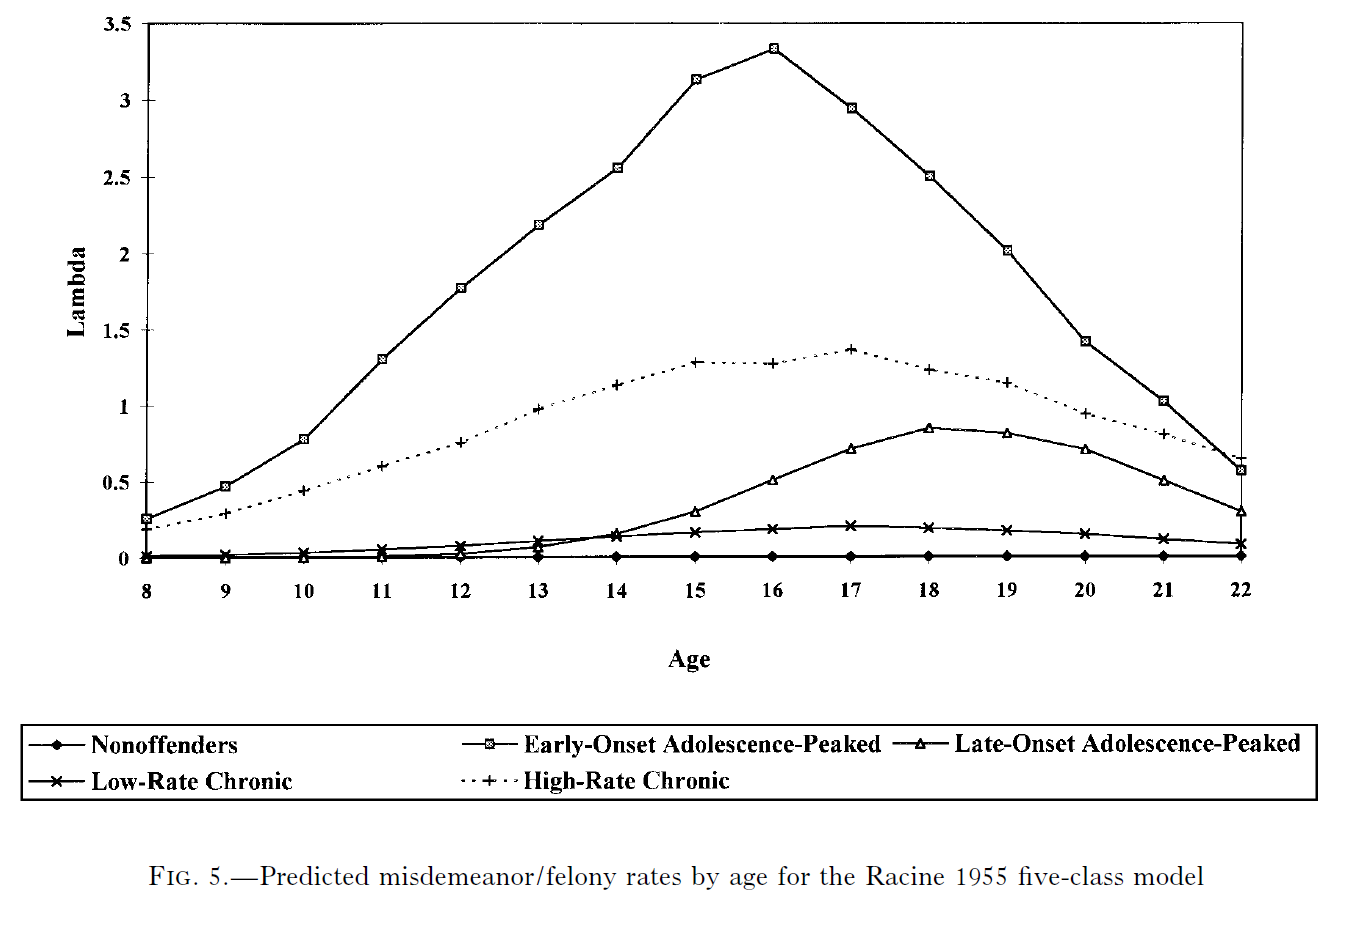 3.5
3
2.5
2
1.5
1
0.5
0
Lambda
8 9 10 11 12 13 14 15 16 17 18 19 20 21 22
Age
Nonoffenders Early-Onset Adolescence-Peaked Late-Onset Adolescence-Peaked
Low-Rate Chronic High-Rate Chronic
FIG. 5.—Predicted misdemeanor/felony rates by age for the Racine 1955 five-class model